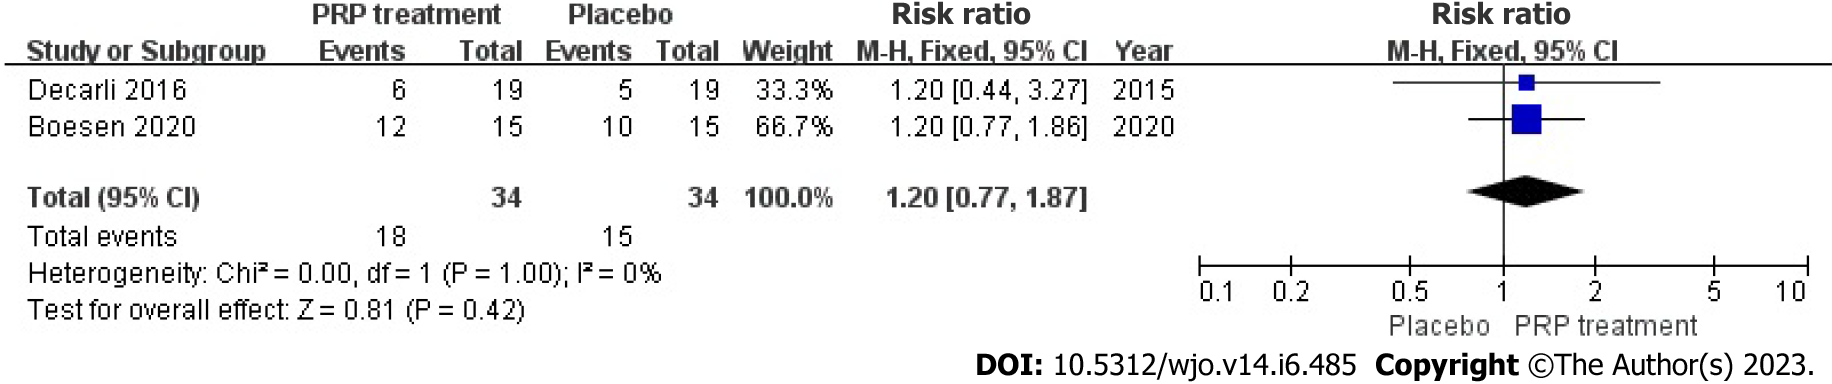 PRP treatment Placebo Risk ratio Risk ratio
Study or Subgroup Events Total Events Total Weight M-H, Fixed, 95% CI Year M-H, Fixed, 95% CI
Decarli 2016 6 19 5 19 33.3% 1.20 [0.44, 3.27] 2015
Boesen 2020 12 15 10 15 66.7% 1.20 [0.77, 1.86] 2020
Total (95% CI) 34 34 100.0% 1.20 [0.77, 1.87]
Total events 18 15
Heterogeneity: Chi² = 0.00, df = 1 (P = 1.00); I² = 0%
Test for overall effect: Z = 0.81 (P = 0.42)
0.1 0.2 0.5 1 2 5 10
Placebo PRP treatment
DOI: 10.5312/wjo.v14.i6.485 Copyright ©The Author(s) 2023.